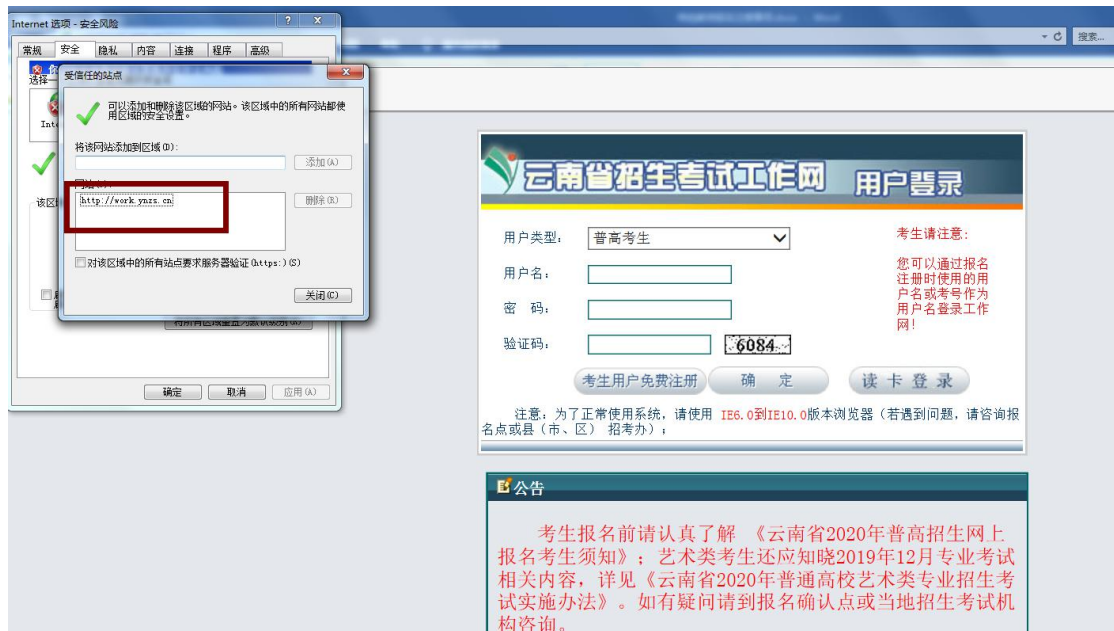 Internet 选项 - 安全风险
搜索...
常规 安全 隐私 内容 连接 程序 高级
受信任的站点
选择一
可以添加和删除该区域的网站。该区域中的所有网站都使
用区域的安全设置。
将该网站添加到区域(D):
添加(A)
http://work.ynzs.cn
删除(R)
该区
对该区域中的所有站点要求服务器验证(https:)(S)
关闭(C)
将所有区域重置为默认级别(R)
确定 取消 应用(A)
云南省招生考试工作网 用户登录
用户类型: 普高考生
用户名:
密 码:
验证码: 6084
考生请注意:
您可以通过报名
注册时使用的用
户名或考号作为
用户名登录工作
网!
考生用户免费注册 确 定 读 卡 登 录
注意: 为了正常使用系统, 请使用 IE6.0到IE10.0版本浏览器 (若遇到问题, 请咨询报
名点或县(市、区) 招考办);
公告
考生报名前请认真了解 《云南省2020年普高招生网上
报名考生须知》; 艺术类考生还应知晓2019年12月专业考试
相关内容, 详见《云南省2020年普通高校艺术类专业招生考
试实施办法》。如有疑问请到报名确认点或当地招生考试机
构咨询。